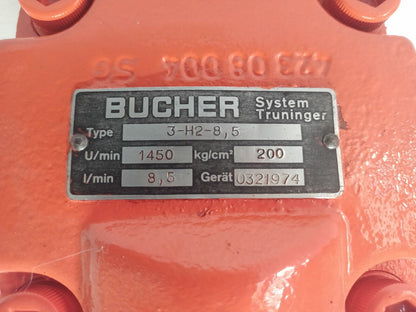 423 08 004 SC
BUCHER System Truninger
Type 3-H2-8,5
U/min 1450 kg/cm² 200
l/min 8,5 Gerät 0321974